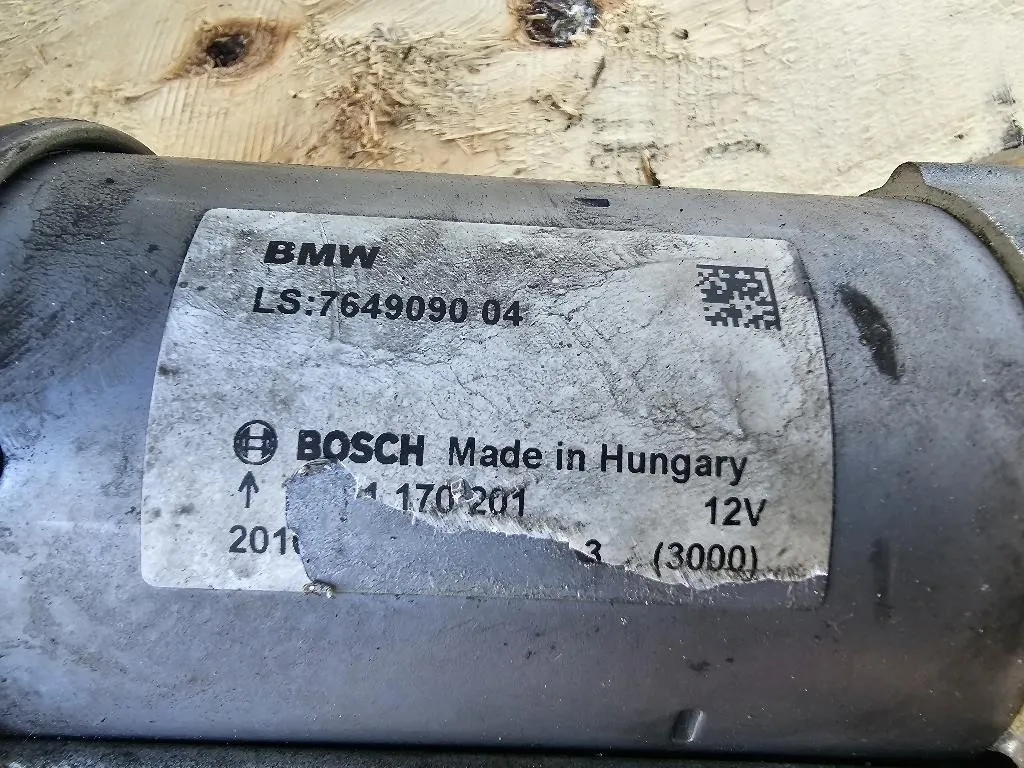 BMW
LS:7649090 04
BOSCH Made in Hungary
1 170 201 12V
3 (3000)